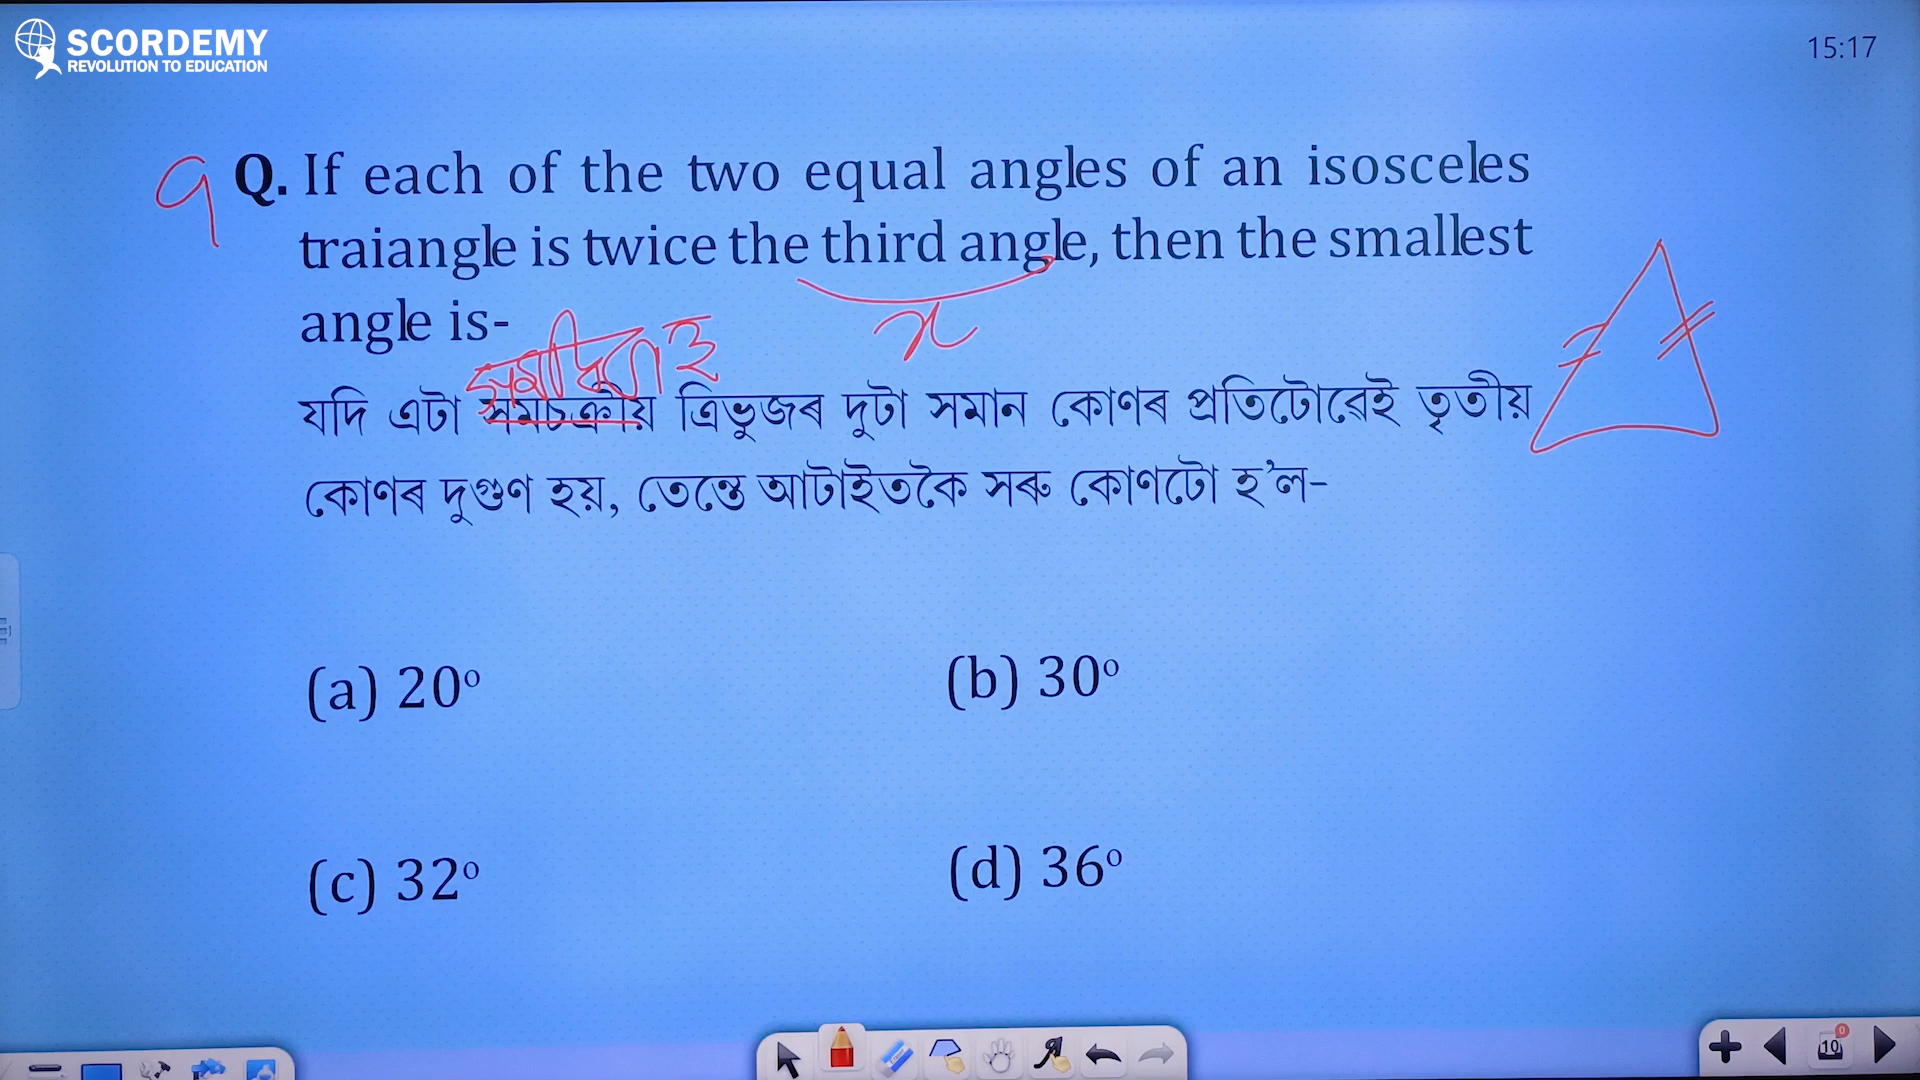 SCORDEMY
REVOLUTION TO EDUCATION
15:17
9
Q. If each of the two equal angles of an isosceles
traiangle is twice the third angle, then the smallest
angle is-
x
সমদ্বিবাহু
যদি এটা সমচক্ৰীয় ত্ৰিভুজৰ দুটা সমান কোণৰ প্ৰতিটোৱেই তৃতীয়
কোণৰ দুগুণ হয়, তেন্তে আটাইতকৈ সৰু কোণটো হ’ল-
(a) 20°
(b) 30°
(c) 32°
(d) 36°
10
0